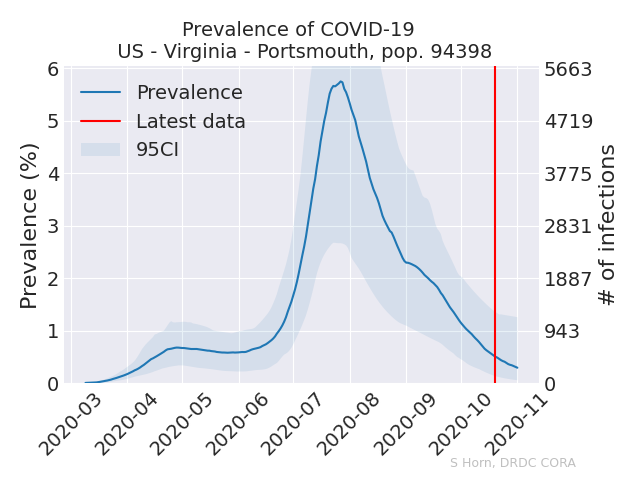 Prevalence of COVID-19
US - Virginia - Portsmouth, pop. 94398
Prevalence
Latest data
95CI
Prevalence (%)
6
5
4
3
2
1
0
5663
4719
3775
2831
1887
943
0
# of infections
2020-03
2020-04
2020-05
2020-06
2020-07
2020-08
2020-09
2020-10
2020-11
S Horn, DRDC CORA